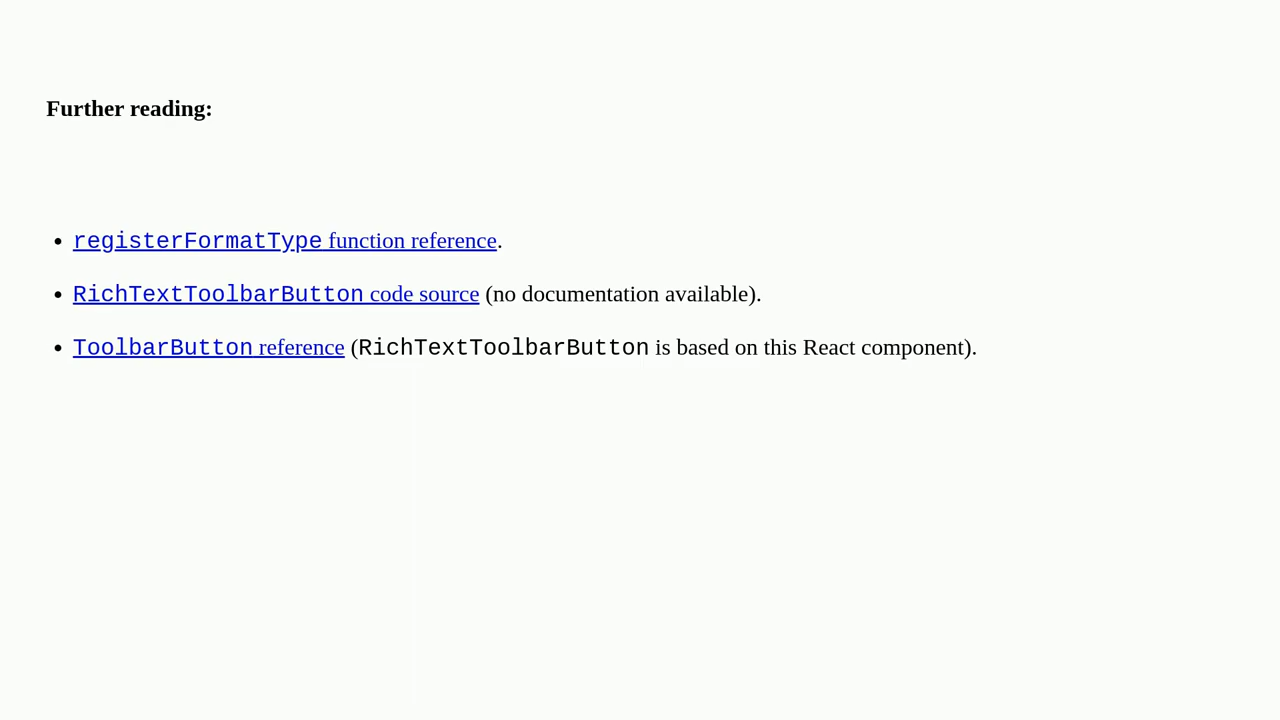 Further reading:
• registerFormatType function reference.
• RichTextToolbarButton code source (no documentation available).
• ToolbarButton reference (RichTextToolbarButton is based on this React component).